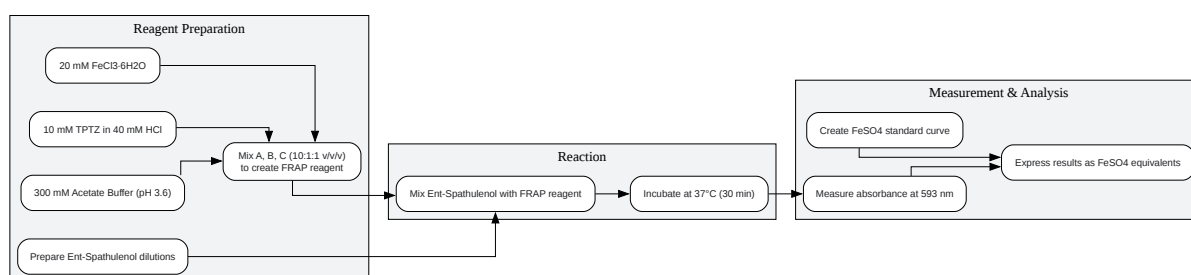 Reagent Preparation
20 mM FeCl3·6H2O
10 mM TPTZ in 40 mM HCl
Mix A, B, C (10:1:1 v/v/v)
to create FRAP reagent
300 mM Acetate Buffer (pH 3.6)
Prepare Ent-Spathulenol dilutions
Reaction
Mix Ent-Spathulenol with FRAP reagent
Incubate at 37°C (30 min)
Measurement & Analysis
Create FeSO4 standard curve
Measure absorbance at 593 nm
Express results as FeSO4 equivalents